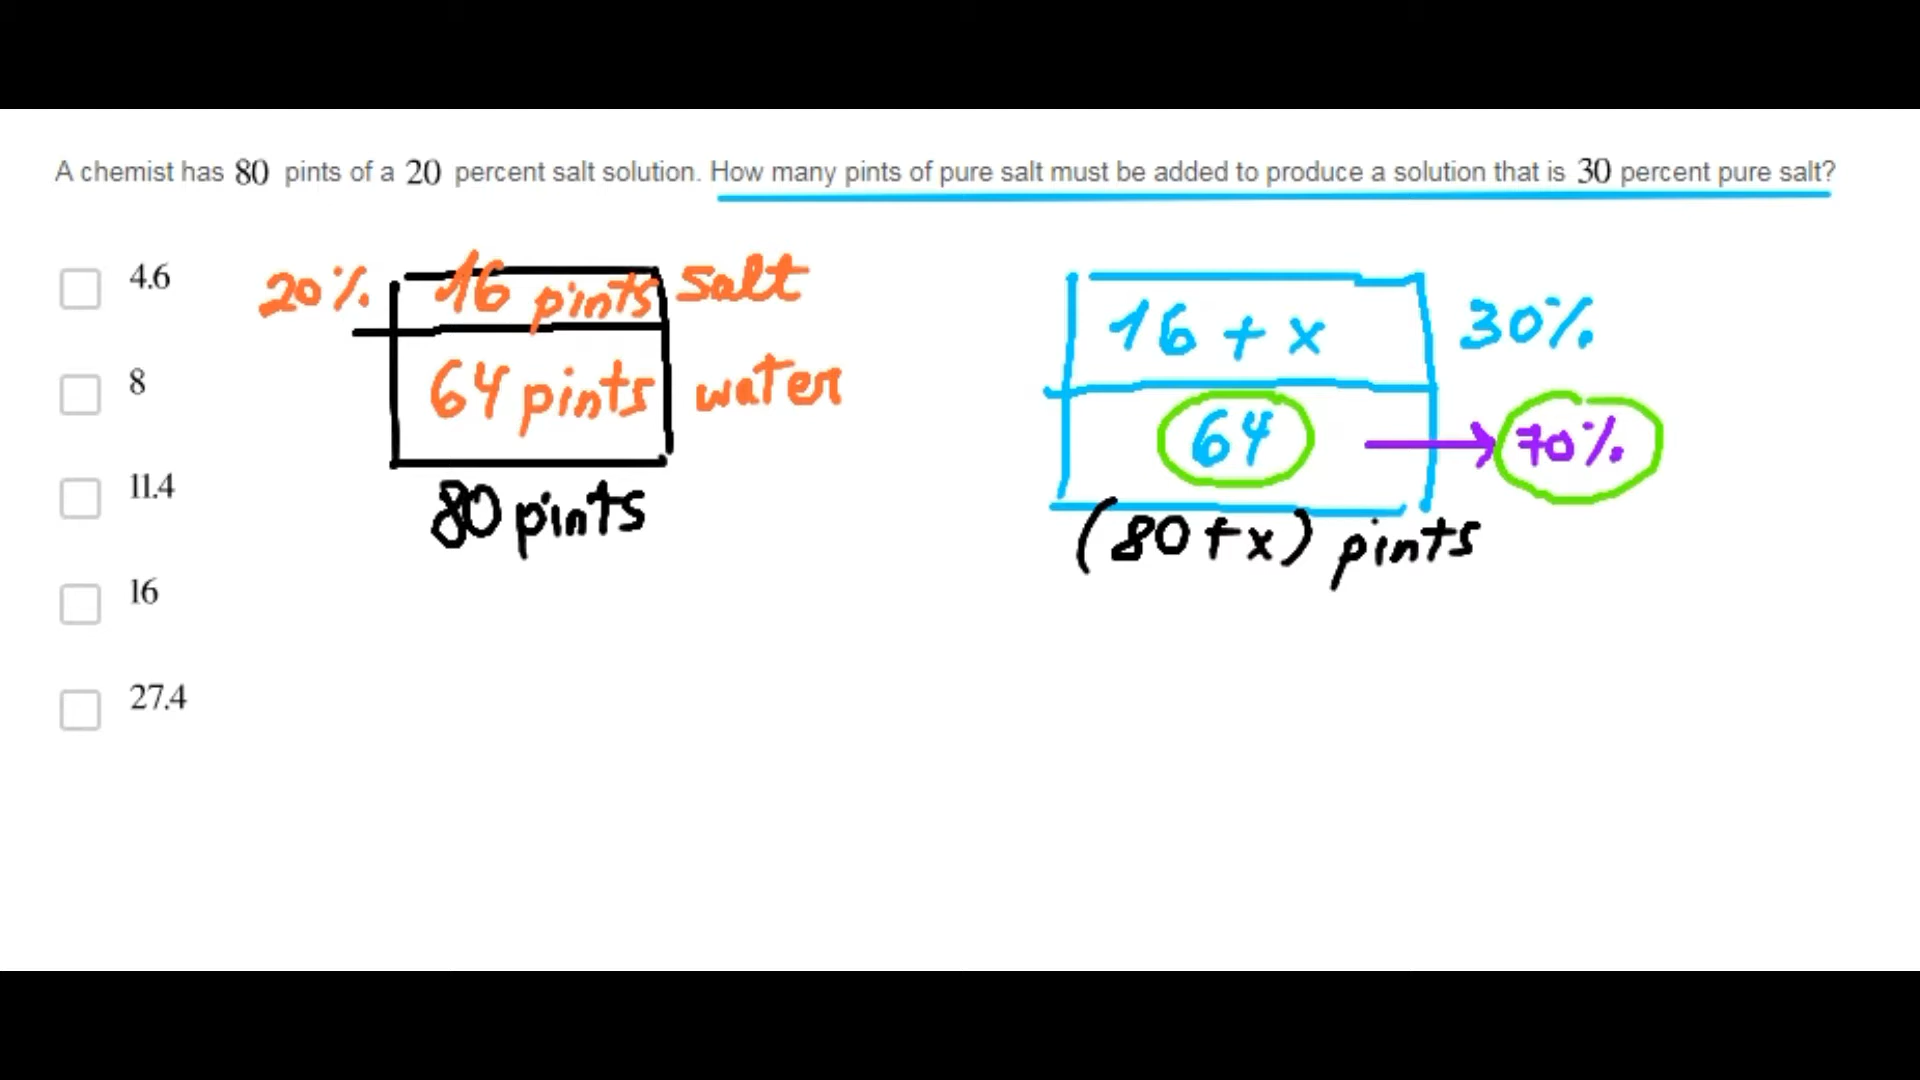 A chemist has 80 pints of a 20 percent salt solution. How many pints of pure salt must be added to produce a solution that is 30 percent pure salt?
4.6
20% 16 pints salt
16 + x 30%
8
64 pints water
64 70%
11.4
80 pints
(80+x) pints
16
27.4